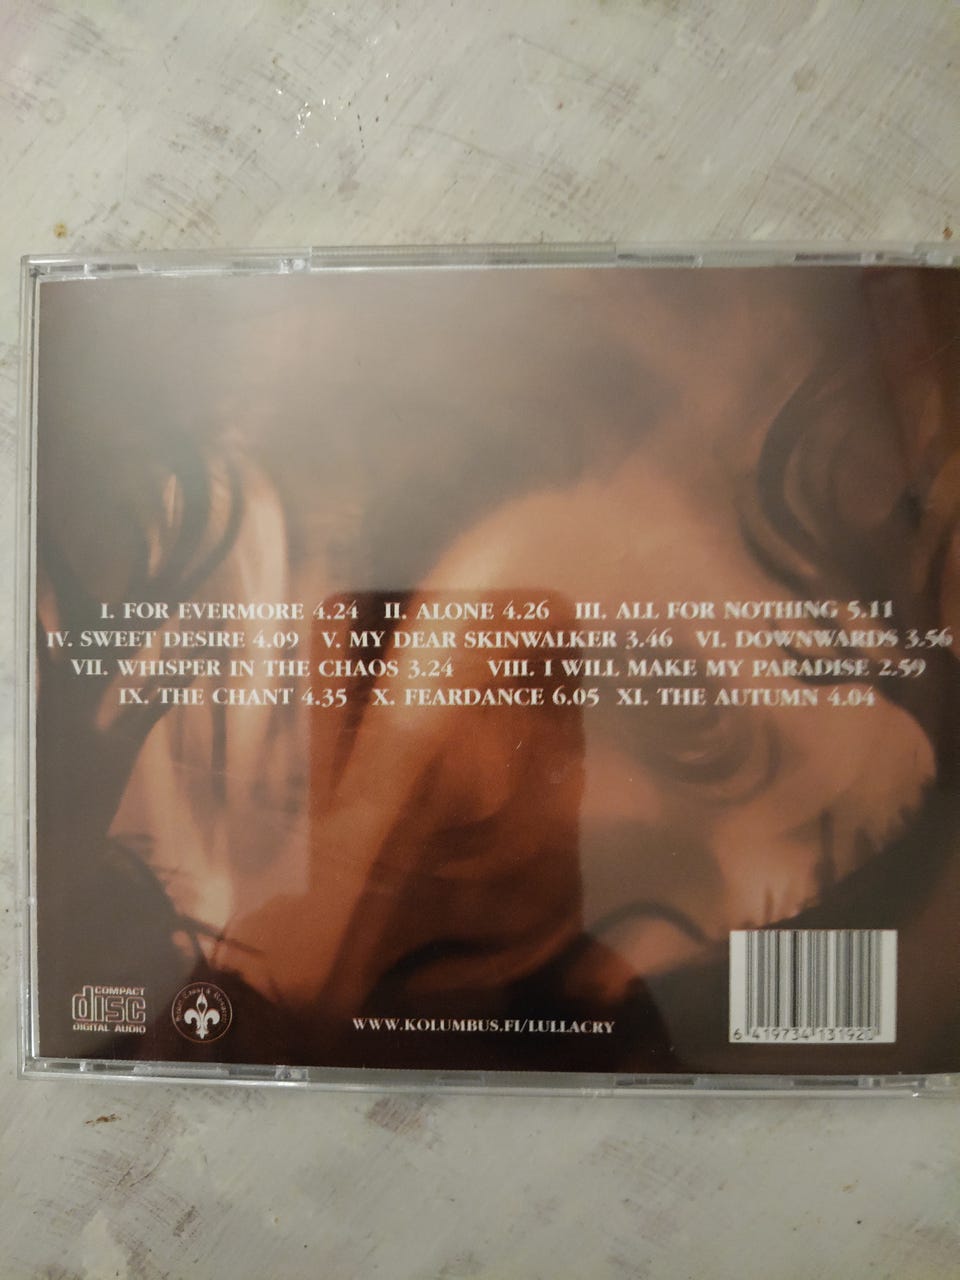 I. FOR EVERMORE 4.24 II. ALONE 4.26 III. ALL FOR NOTHING 5.11
IV. SWEET DESIRE 4.09 V. MY DEAR SKINWALKER 3.46 VI. DOWNWARDS 3.56
VII. WHISPER IN THE CHAOS 3.24 VIII. I WILL MAKE MY PARADISE 2.59
IX. THE CHANT 4.35 X. FEARDANCE 6.05 XI. THE AUTUMN 4.04
COMPACT
disc
DIGITAL AUDIO
WWW.KOLUMBUS.FI/LULLACRY
6 419734 131920